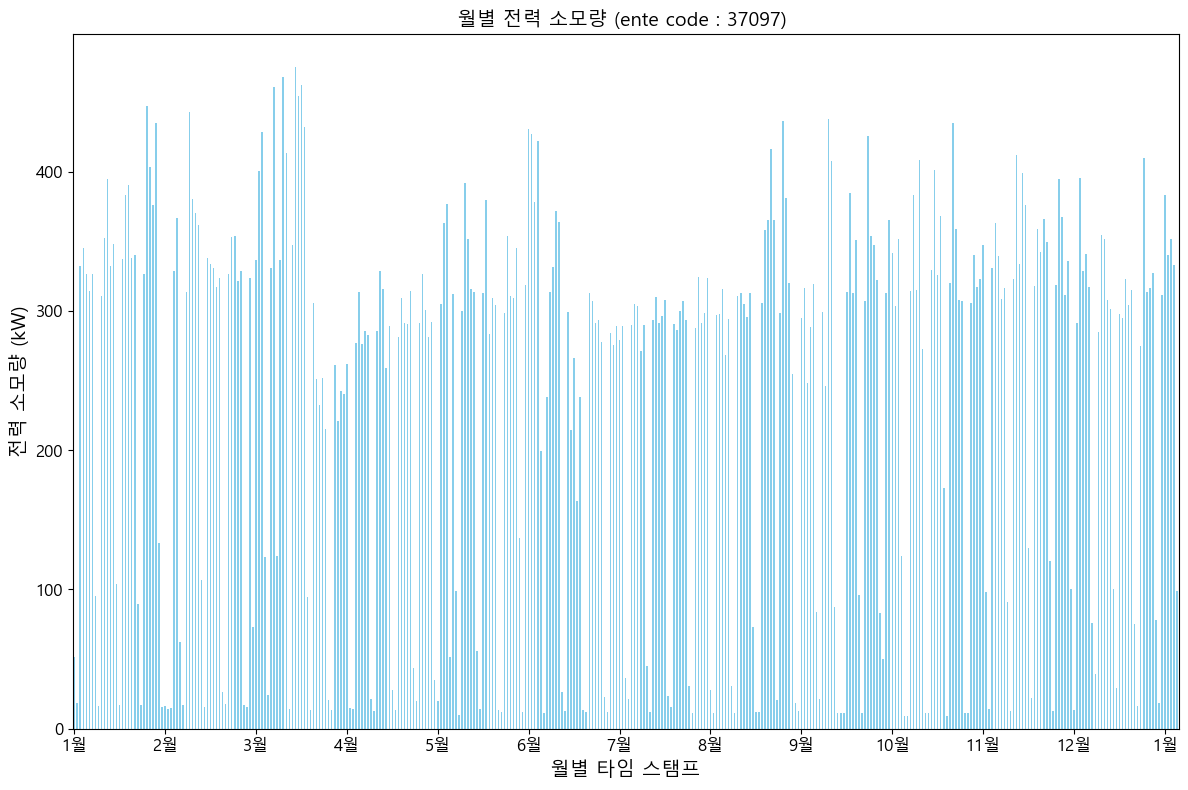 월별 전력 소모량 (ente code : 37097)
전력 소모량 (kW)
400
300
200
100
0
1월 2월 3월 4월 5월 6월 7월 8월 9월 10월 11월 12월 1월
월별 타임 스탬프